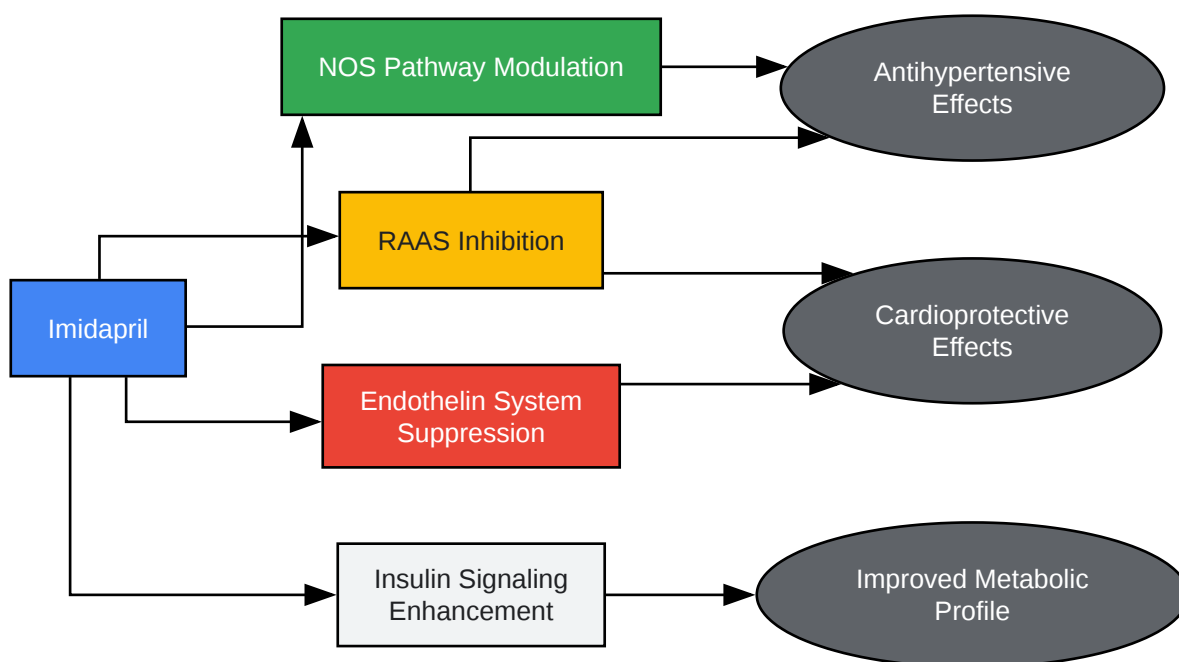 NOS Pathway Modulation
Antihypertensive
Effects
RAAS Inhibition
Imidapril
Cardioprotective
Effects
Endothelin System
Suppression
Insulin Signaling
Enhancement
Improved Metabolic
Profile